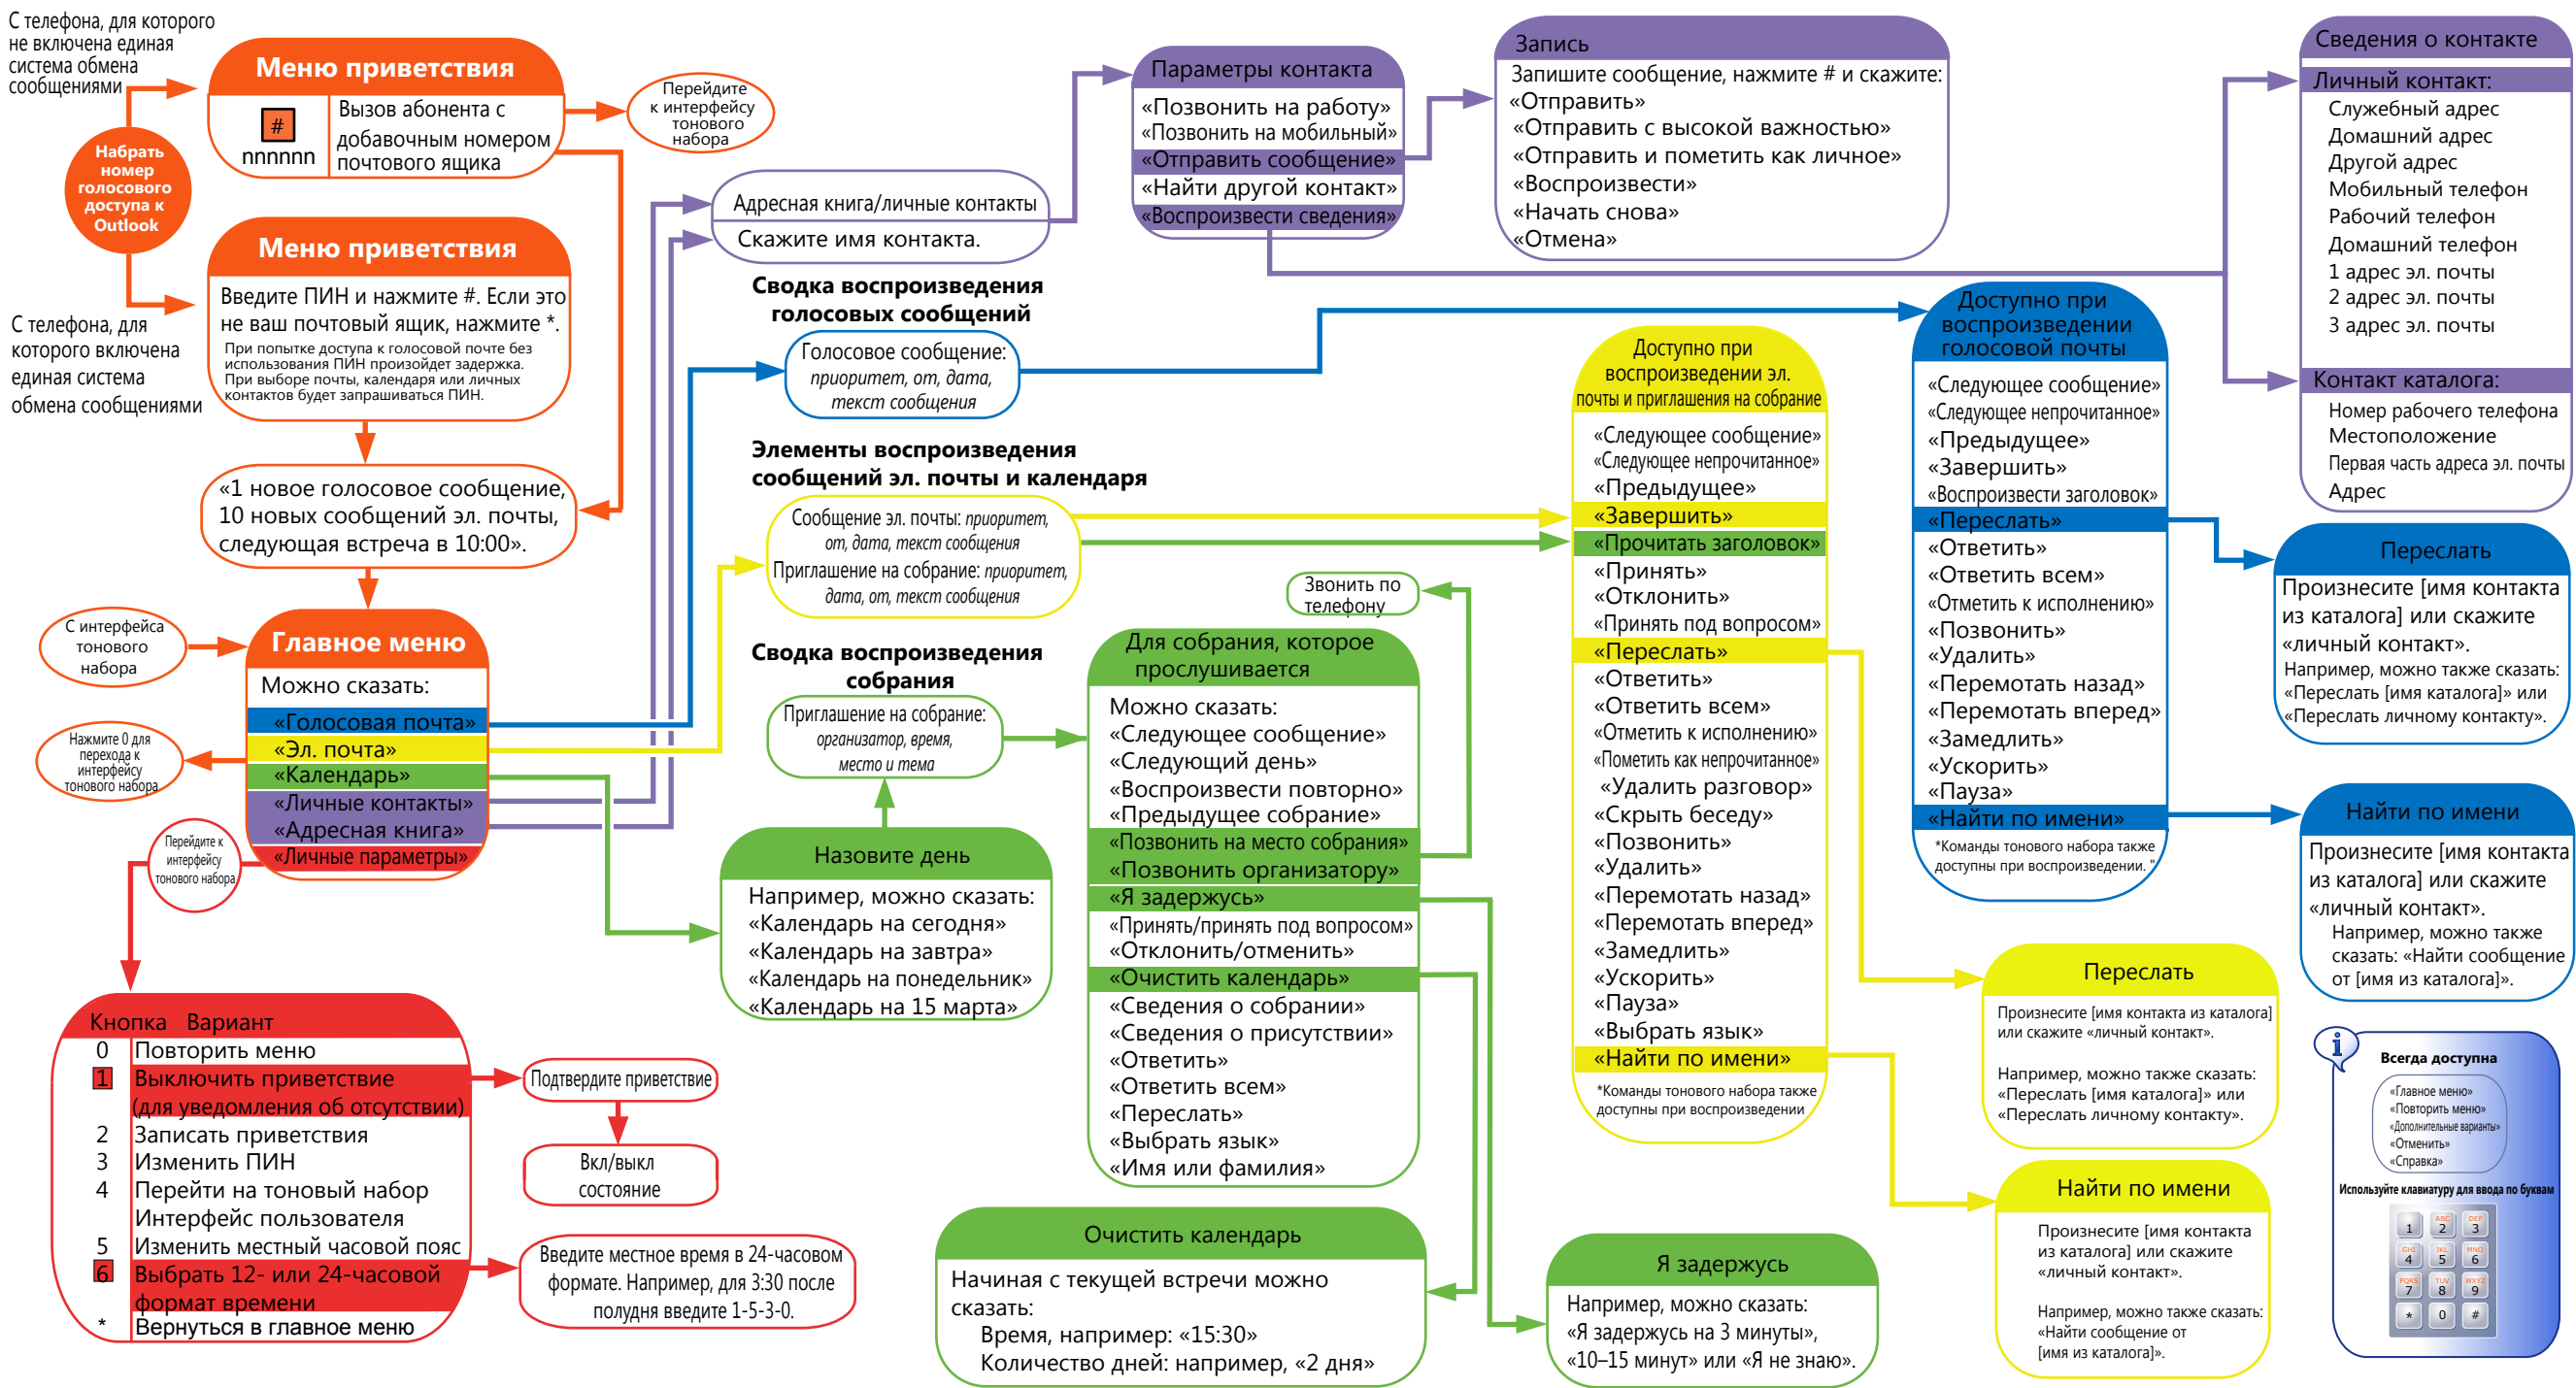 С телефона, для которого
не включена единая
система обмена
сообщениями
Набрать
номер
голосового
доступа к
Outlook
С телефона, для
которого включена
единая система
обмена сообщениями
Меню приветствия
#
nnnnnn
Вызов абонента с
добавочным номером
почтового ящика
Перейдите
к интерфейсу
тонового
набора
Меню приветствия
Введите ПИН и нажмите #. Если это
не ваш почтовый ящик, нажмите *.
При попытке доступа к голосовой почте без
использования ПИН произойдет задержка.
При выборе почты, календаря или личных
контактов будет запрашиваться ПИН.
«1 новое голосовое сообщение,
10 новых сообщений эл. почты,
следующая встреча в 10:00».
С интерфейса
тонового
набора
Нажмите 0 для
перехода к
интерфейсу
тонового набора
Перейдите к
интерфейсу
тонового набора
Главное меню
Можно сказать:
«Голосовая почта»
«Эл. почта»
«Календарь»
«Личные контакты»
«Адресная книга»
«Личные параметры»
Кнопка Вариант
0 Повторить меню
1 Выключить приветствие
(для уведомления об отсутствии)
2 Записать приветствия
3 Изменить ПИН
4 Перейти на тоновый набор
Интерфейс пользователя
5 Изменить местный часовой пояс
6 Выбрать 12- или 24-часовой
формат времени
* Вернуться в главное меню
Подтвердите приветствие
Вкл/выкл
состояние
Введите местное время в 24-часовом
формате. Например, для 3:30 после
полудня введите 1-5-3-0.
Адресная книга/личные контакты
Скажите имя контакта.
Сводка воспроизведения
голосовых сообщений
Голосовое сообщение:
приоритет, от, дата,
текст сообщения
Элементы воспроизведения
сообщений эл. почты и календаря
Сообщение эл. почты: приоритет,
от, дата, текст сообщения
Приглашение на собрание: приоритет,
дата, от, текст сообщения
Сводка воспроизведения
собрания
Приглашение на собрание:
организатор, время,
место и тема
Назовите день
Например, можно сказать:
«Календарь на сегодня»
«Календарь на завтра»
«Календарь на понедельник»
«Календарь на 15 марта»
Параметры контакта
«Позвонить на работу»
«Позвонить на мобильный»
«Отправить сообщение»
«Найти другой контакт»
«Воспроизвести сведения»
Запись
Запишите сообщение, нажмите # и скажите:
«Отправить»
«Отправить с высокой важностью»
«Отправить и пометить как личное»
«Воспроизвести»
«Начать снова»
«Отмена»
Звонить по
телефону
Для собрания, которое
прослушивается
Можно сказать:
«Следующее сообщение»
«Следующий день»
«Воспроизвести повторно»
«Предыдущее собрание»
«Позвонить на место собрания»
«Позвонить организатору»
«Я задержусь»
«Принять/принять под вопросом»
«Отклонить/отменить»
«Очистить календарь»
«Сведения о собрании»
«Сведения о присутствии»
«Ответить»
«Ответить всем»
«Переслать»
«Выбрать язык»
«Имя или фамилия»
Очистить календарь
Начиная с текущей встречи можно
сказать:
Время, например: «15:30»
Количество дней: например, «2 дня»
Я задержусь
Например, можно сказать:
«Я задержусь на 3 минуты»,
«10–15 минут» или «Я не знаю».
Доступно при
воспроизведении эл.
почты и приглашения на собрание
«Следующее сообщение»
«Следующее непрочитанное»
«Предыдущее»
«Завершить»
«Прочитать заголовок»
«Принять»
«Отклонить»
«Принять под вопросом»
«Переслать»
«Ответить»
«Ответить всем»
«Отметить к исполнению»
«Пометить как непрочитанное»
«Удалить разговор»
«Скрыть беседу»
«Позвонить»
«Удалить»
«Перемотать назад»
«Перемотать вперед»
«Замедлить»
«Ускорить»
«Пауза»
«Выбрать язык»
«Найти по имени»
*Команды тонового набора также
доступны при воспроизведении
Доступно при
воспроизведении
голосовой почты
«Следующее сообщение»
«Следующее непрочитанное»
«Предыдущее»
«Завершить»
«Воспроизвести заголовок»
«Переслать»
«Ответить»
«Ответить всем»
«Отметить к исполнению»
«Позвонить»
«Удалить»
«Перемотать назад»
«Перемотать вперед»
«Замедлить»
«Ускорить»
«Пауза»
«Найти по имени»
*Команды тонового набора также
доступны при воспроизведении. "
Сведения о контакте
Личный контакт:
Служебный адрес
Домашний адрес
Другой адрес
Мобильный телефон
Рабочий телефон
Домашний телефон
1 адрес эл. почты
2 адрес эл. почты
3 адрес эл. почты
Контакт каталога:
Номер рабочего телефона
Местоположение
Первая часть адреса эл. почты
Адрес
Переслать
Произнесите [имя контакта
из каталога] или скажите
«личный контакт».
Например, можно также сказать:
«Переслать [имя каталога]» или
«Переслать личному контакту».
Найти по имени
Произнесите [имя контакта
из каталога] или скажите
«личный контакт».
Например, можно также
сказать: «Найти сообщение
от [имя из каталога]».
Переслать
Произнесите [имя контакта из каталога]
или скажите «личный контакт».
Например, можно также сказать:
«Переслать [имя каталога]» или
«Переслать личному контакту».
Найти по имени
Произнесите [имя контакта
из каталога] или скажите
«личный контакт».
Например, можно также сказать:
«Найти сообщение от
[имя из каталога]».
i
Всегда доступна
«Главное меню»
«Повторить меню»
«Дополнительные варианты»
«Отменить»
«Справка»
Используйте клавиатуру для ввода по буквам
1 ABC 2 DEF 3
GHI 4 JKL 5 MNO 6
PQRS 7 TUV 8 WXYZ 9
* 0 #